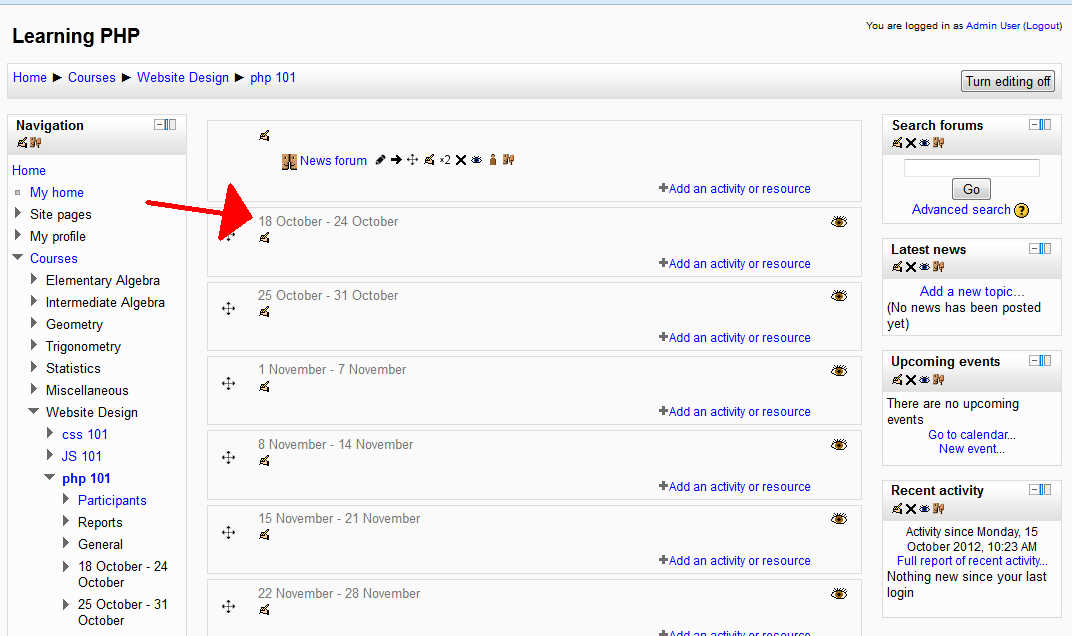 Learning PHP
You are logged in as Admin User (Logout)
Home ► Courses ► Website Design ► php 101
Turn editing off
Navigation
Home
My home
Site pages
My profile
Courses
Elementary Algebra
Intermediate Algebra
Geometry
Trigonometry
Statistics
Miscellaneous
Website Design
css 101
JS 101
php 101
Participants
Reports
General
18 October - 24
October
25 October - 31
October
News forum
×2
Add an activity or resource
18 October - 24 October
Add an activity or resource
25 October - 31 October
Add an activity or resource
1 November - 7 November
Add an activity or resource
8 November - 14 November
Add an activity or resource
15 November - 21 November
Add an activity or resource
22 November - 28 November
Add an activity or resource
Search forums
Go
Advanced search ?
Latest news
Add a new topic...
(No news has been posted
yet)
Upcoming events
There are no upcoming
events
Go to calendar...
New event...
Recent activity
Activity since Monday, 15
October 2012, 10:23 AM
Full report of recent activity...
Nothing new since your last
login